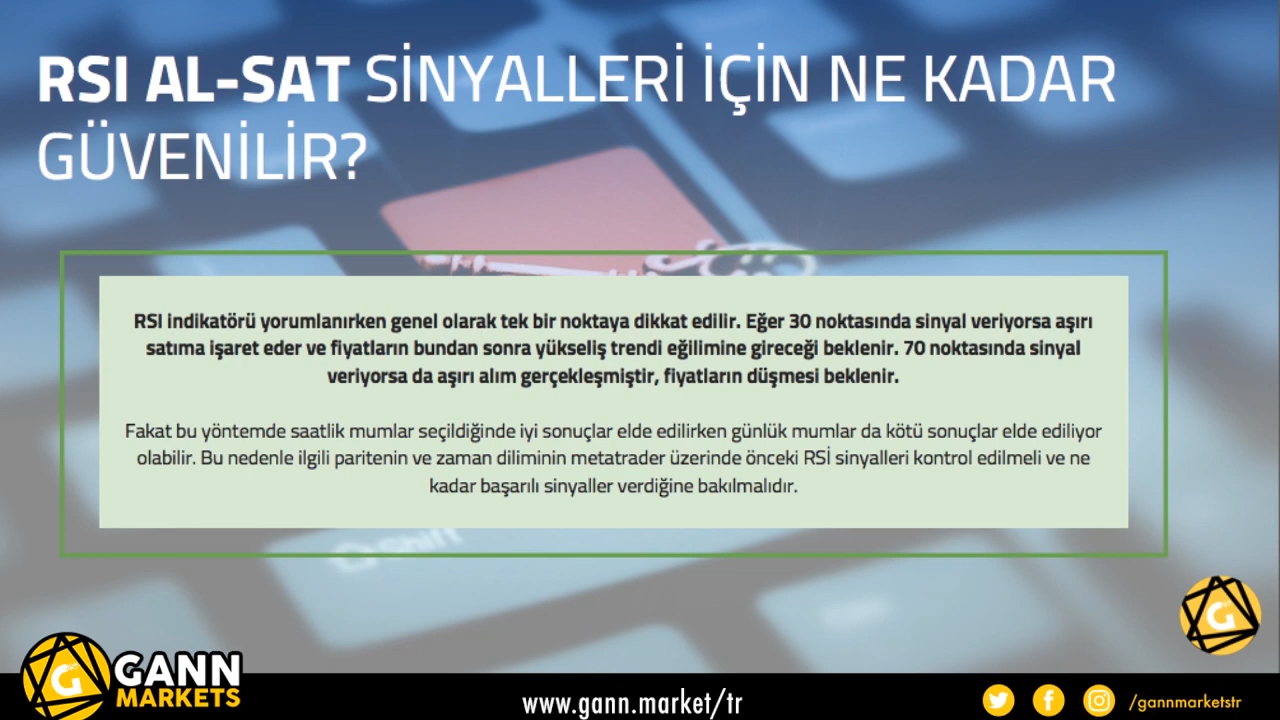 RSI AL-SAT SİNYALLERİ İÇİN NE KADAR
GÜVENİLİR?
RSI indikatörü yorumlanırken genel olarak tek bir noktaya dikkat edilir. Eğer 30 noktasında sinyal veriyorsa aşırı
satıma işaret eder ve fiyatların bundan sonra yükseliş trendi eğilimine gireceği beklenir. 70 noktasında sinyal
veriyorsa da aşırı alım gerçekleşmiştir, fiyatların düşmesi beklenir.
Fakat bu yöntemde saatlik mumlar seçildiğinde iyi sonuçlar elde edilirken günlük mumlar da kötü sonuçlar elde ediliyor
olabilir. Bu nedenle ilgili paritenin ve zaman diliminin metatrader üzerinde önceki RSİ sinyalleri kontrol edilmeli ve ne
kadar başarılı sinyaller verdiğine bakılmalıdır.
Shift
G
G
GANN
MARKETS
www.gann.market/tr
/gannmarketstr